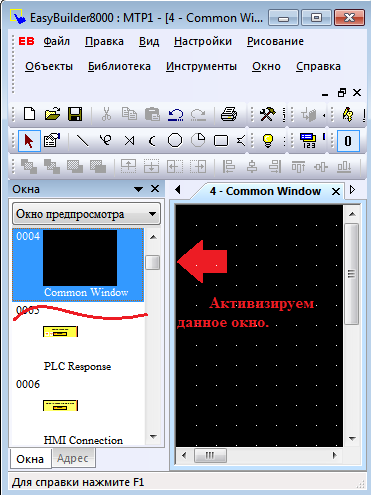 EasyBuilder8000 : MTP1 - [4 - Common Wi...
EB Файл Правка Вид Настройки Рисование
Объекты Библиотека Инструменты Окно Справка
Окна
4 - Common Window
Окно предпросмотра
0004
Common Window
Активизируем
данное окно.
0005
PLC Response
0006
HMI Connection
Окна Адрес
Для справки нажмите F1